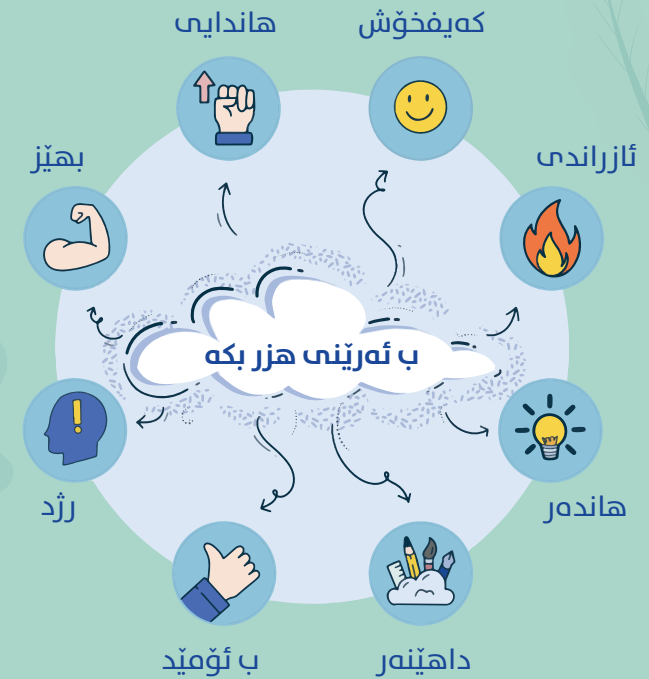 کەیفخۆش
هاندایی
ئازراندی
بهێز
ب ئەرێنی هزر بکە
هاندەر
رژد
داهێنەر
ب ئۆمێد